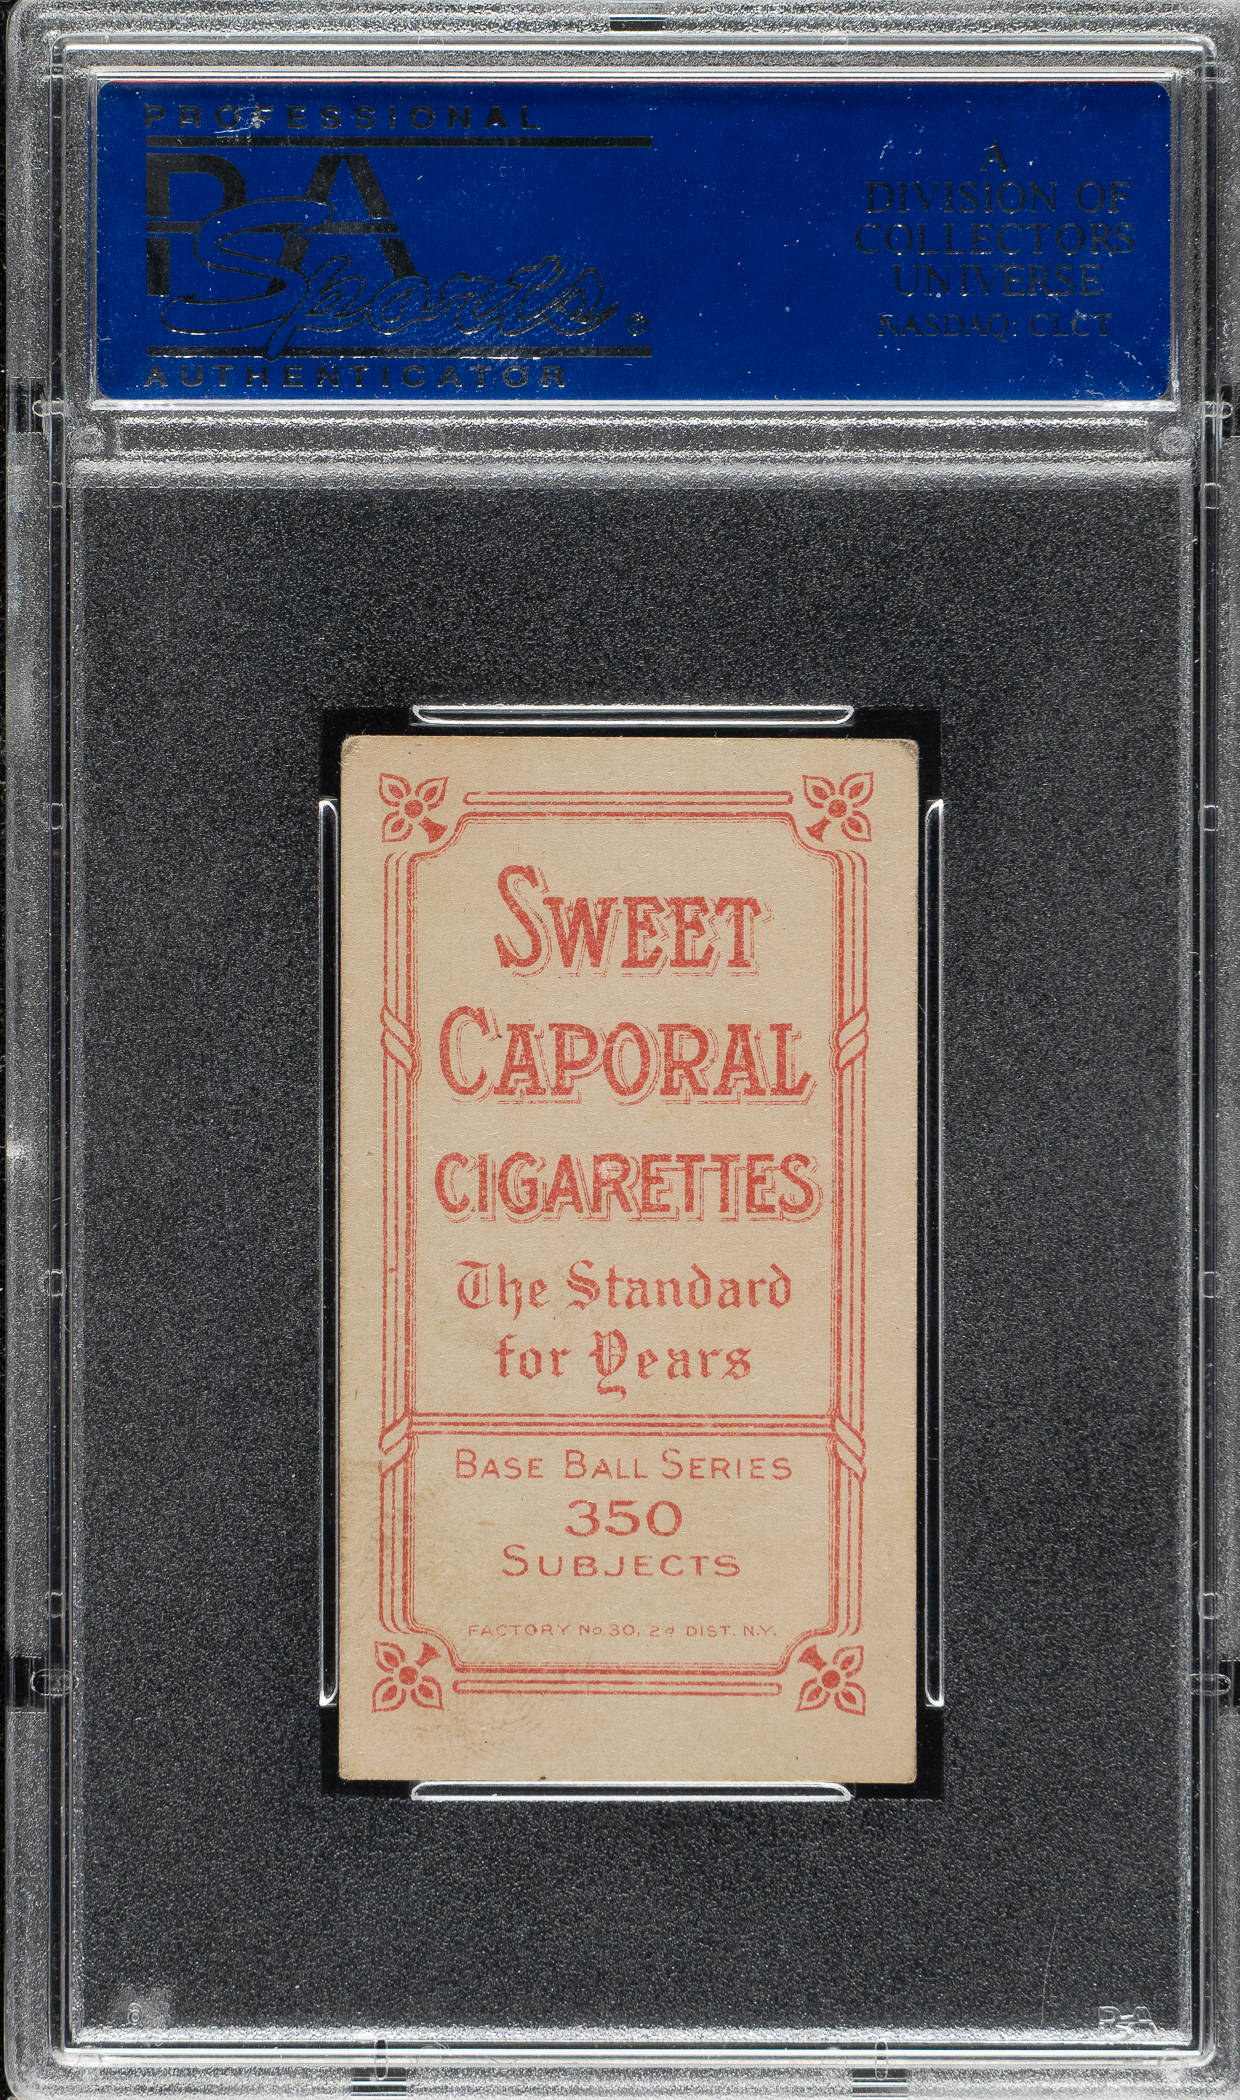 PROFESSIONAL
PSA
Sports®
AUTHENTICATOR
A
DIVISION OF
COLLECTORS
UNIVERSE
NASDAQ: CLCT
SWEET
CAPORAL
CIGARETTES
The Standard
for Years
BASE BALL SERIES
350
SUBJECTS
FACTORY No. 30, 2d DIST. N.Y.
PSA